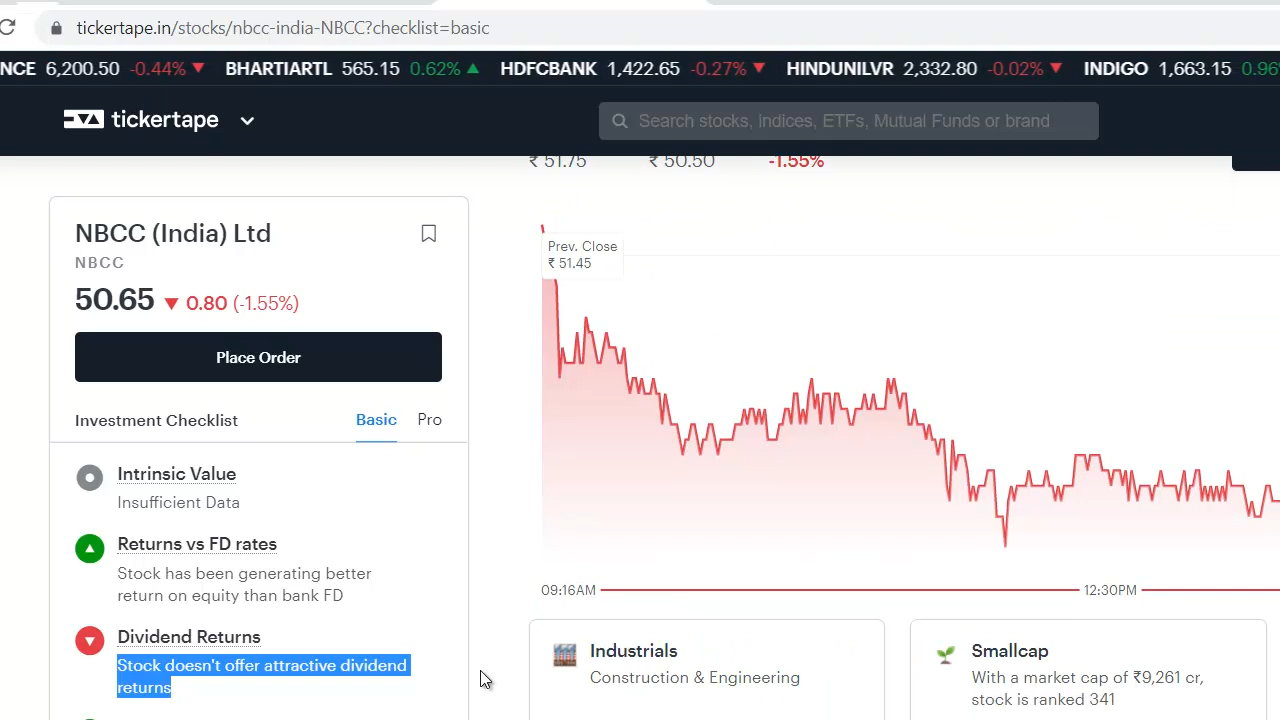 tickertape.in/stocks/nbcc-india-NBCC?checklist=basic
NCE 6,200.50 -0.44% ▼ BHARTIARTL 565.15 0.62% ▲ HDFCBANK 1,422.65 -0.27% ▼ HINDUNILVR 2,332.80 -0.02% ▼ INDIGO 1,663.15 0.96
tickertape
Search stocks, indices, ETFs, Mutual Funds or brand
₹ 51.75 ₹ 50.50 -1.55%
NBCC (India) Ltd
NBCC
50.65 ▼ 0.80 (-1.55%)
Place Order
Investment Checklist Basic Pro
Intrinsic Value
Insufficient Data
Returns vs FD rates
Stock has been generating better
return on equity than bank FD
Dividend Returns
Stock doesn't offer attractive dividend
returns
Prev. Close
₹ 51.45
09:16AM 12:30PM
Industrials
Construction & Engineering
Smallcap
With a market cap of ₹9,261 cr,
stock is ranked 341